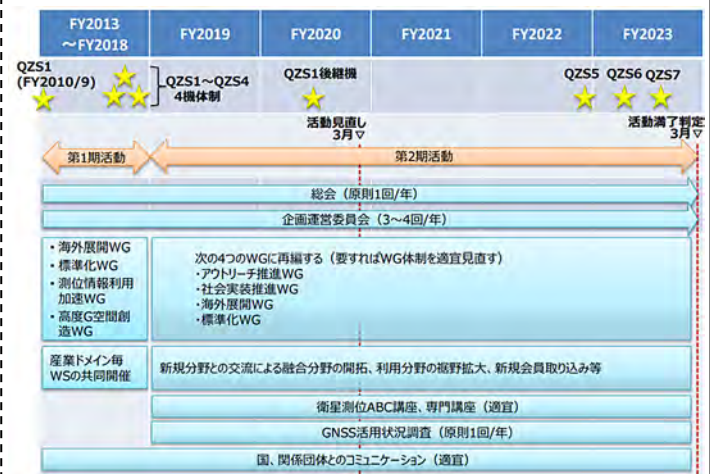 FY2013
～FY2018
FY2019
FY2020
FY2021
FY2022
FY2023
QZS1
(FY2010/9)
QZS1～QZS4
4機体制
QZS1後継機
QZS5 QZS6 QZS7
活動見直し
3月▽
活動満了判定
3月▽
第1期活動
第2期活動
総会（原則1回/年）
企画運営委員会（3～4回/年）
・海外展開WG
・標準化WG
・測位情報利用
加速WG
・高度G空間創
造WG
次の4つのWGに再編する（要すればWG体制を適宜見直す）
・アウトリーチ推進WG
・社会実装推進WG
・海外展開WG
・標準化WG
産業ドメイン毎
WSの共同開催
新規分野との交流による融合分野の開拓、利用分野の裾野拡大、新規会員取り込み等
衛星測位ABC講座、専門講座（適宜）
GNSS活用状況調査（原則1回/年）
国、関係団体とのコミュニケーション（適宜）